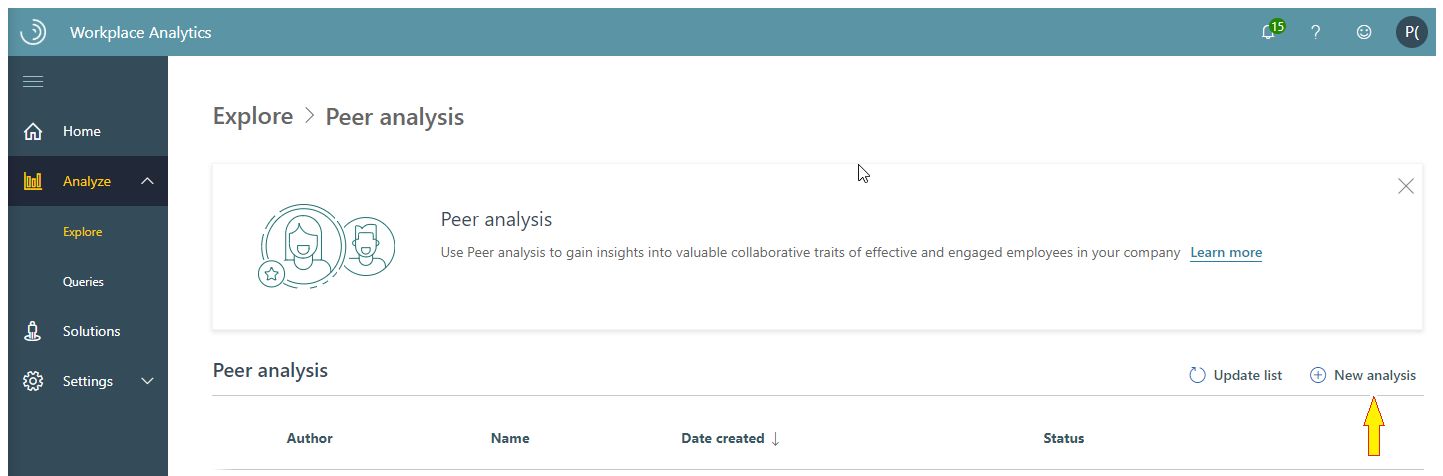 Workplace Analytics
15
?
P(
Home
Analyze
Explore
Queries
Solutions
Settings
Explore > Peer analysis
Peer analysis
Use Peer analysis to gain insights into valuable collaborative traits of effective and engaged employees in your company Learn more
Peer analysis
Update list New analysis
Author Name Date created ↓ Status